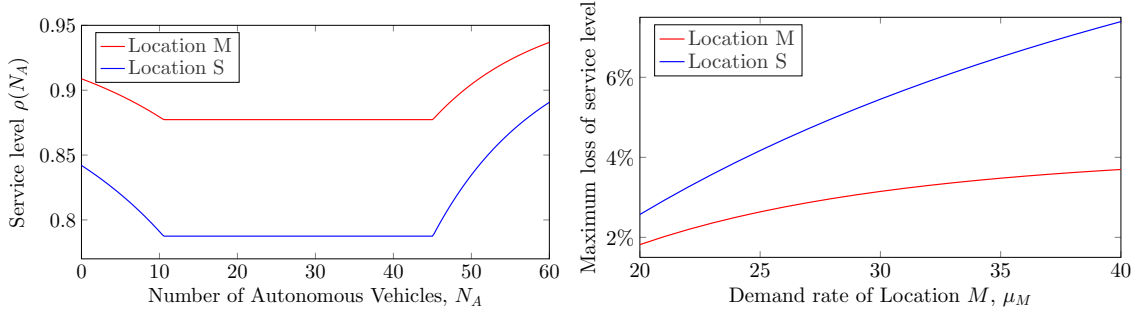 0.95
0.9
0.85
0.8
0
10
20
30
40
50
60
Service level ρ(N_A)
Number of Autonomous Vehicles, N_A
Location M
Location S
6%
4%
2%
20
25
30
35
40
Maximum loss of service level
Demand rate of Location M, μ_M
Location M
Location S